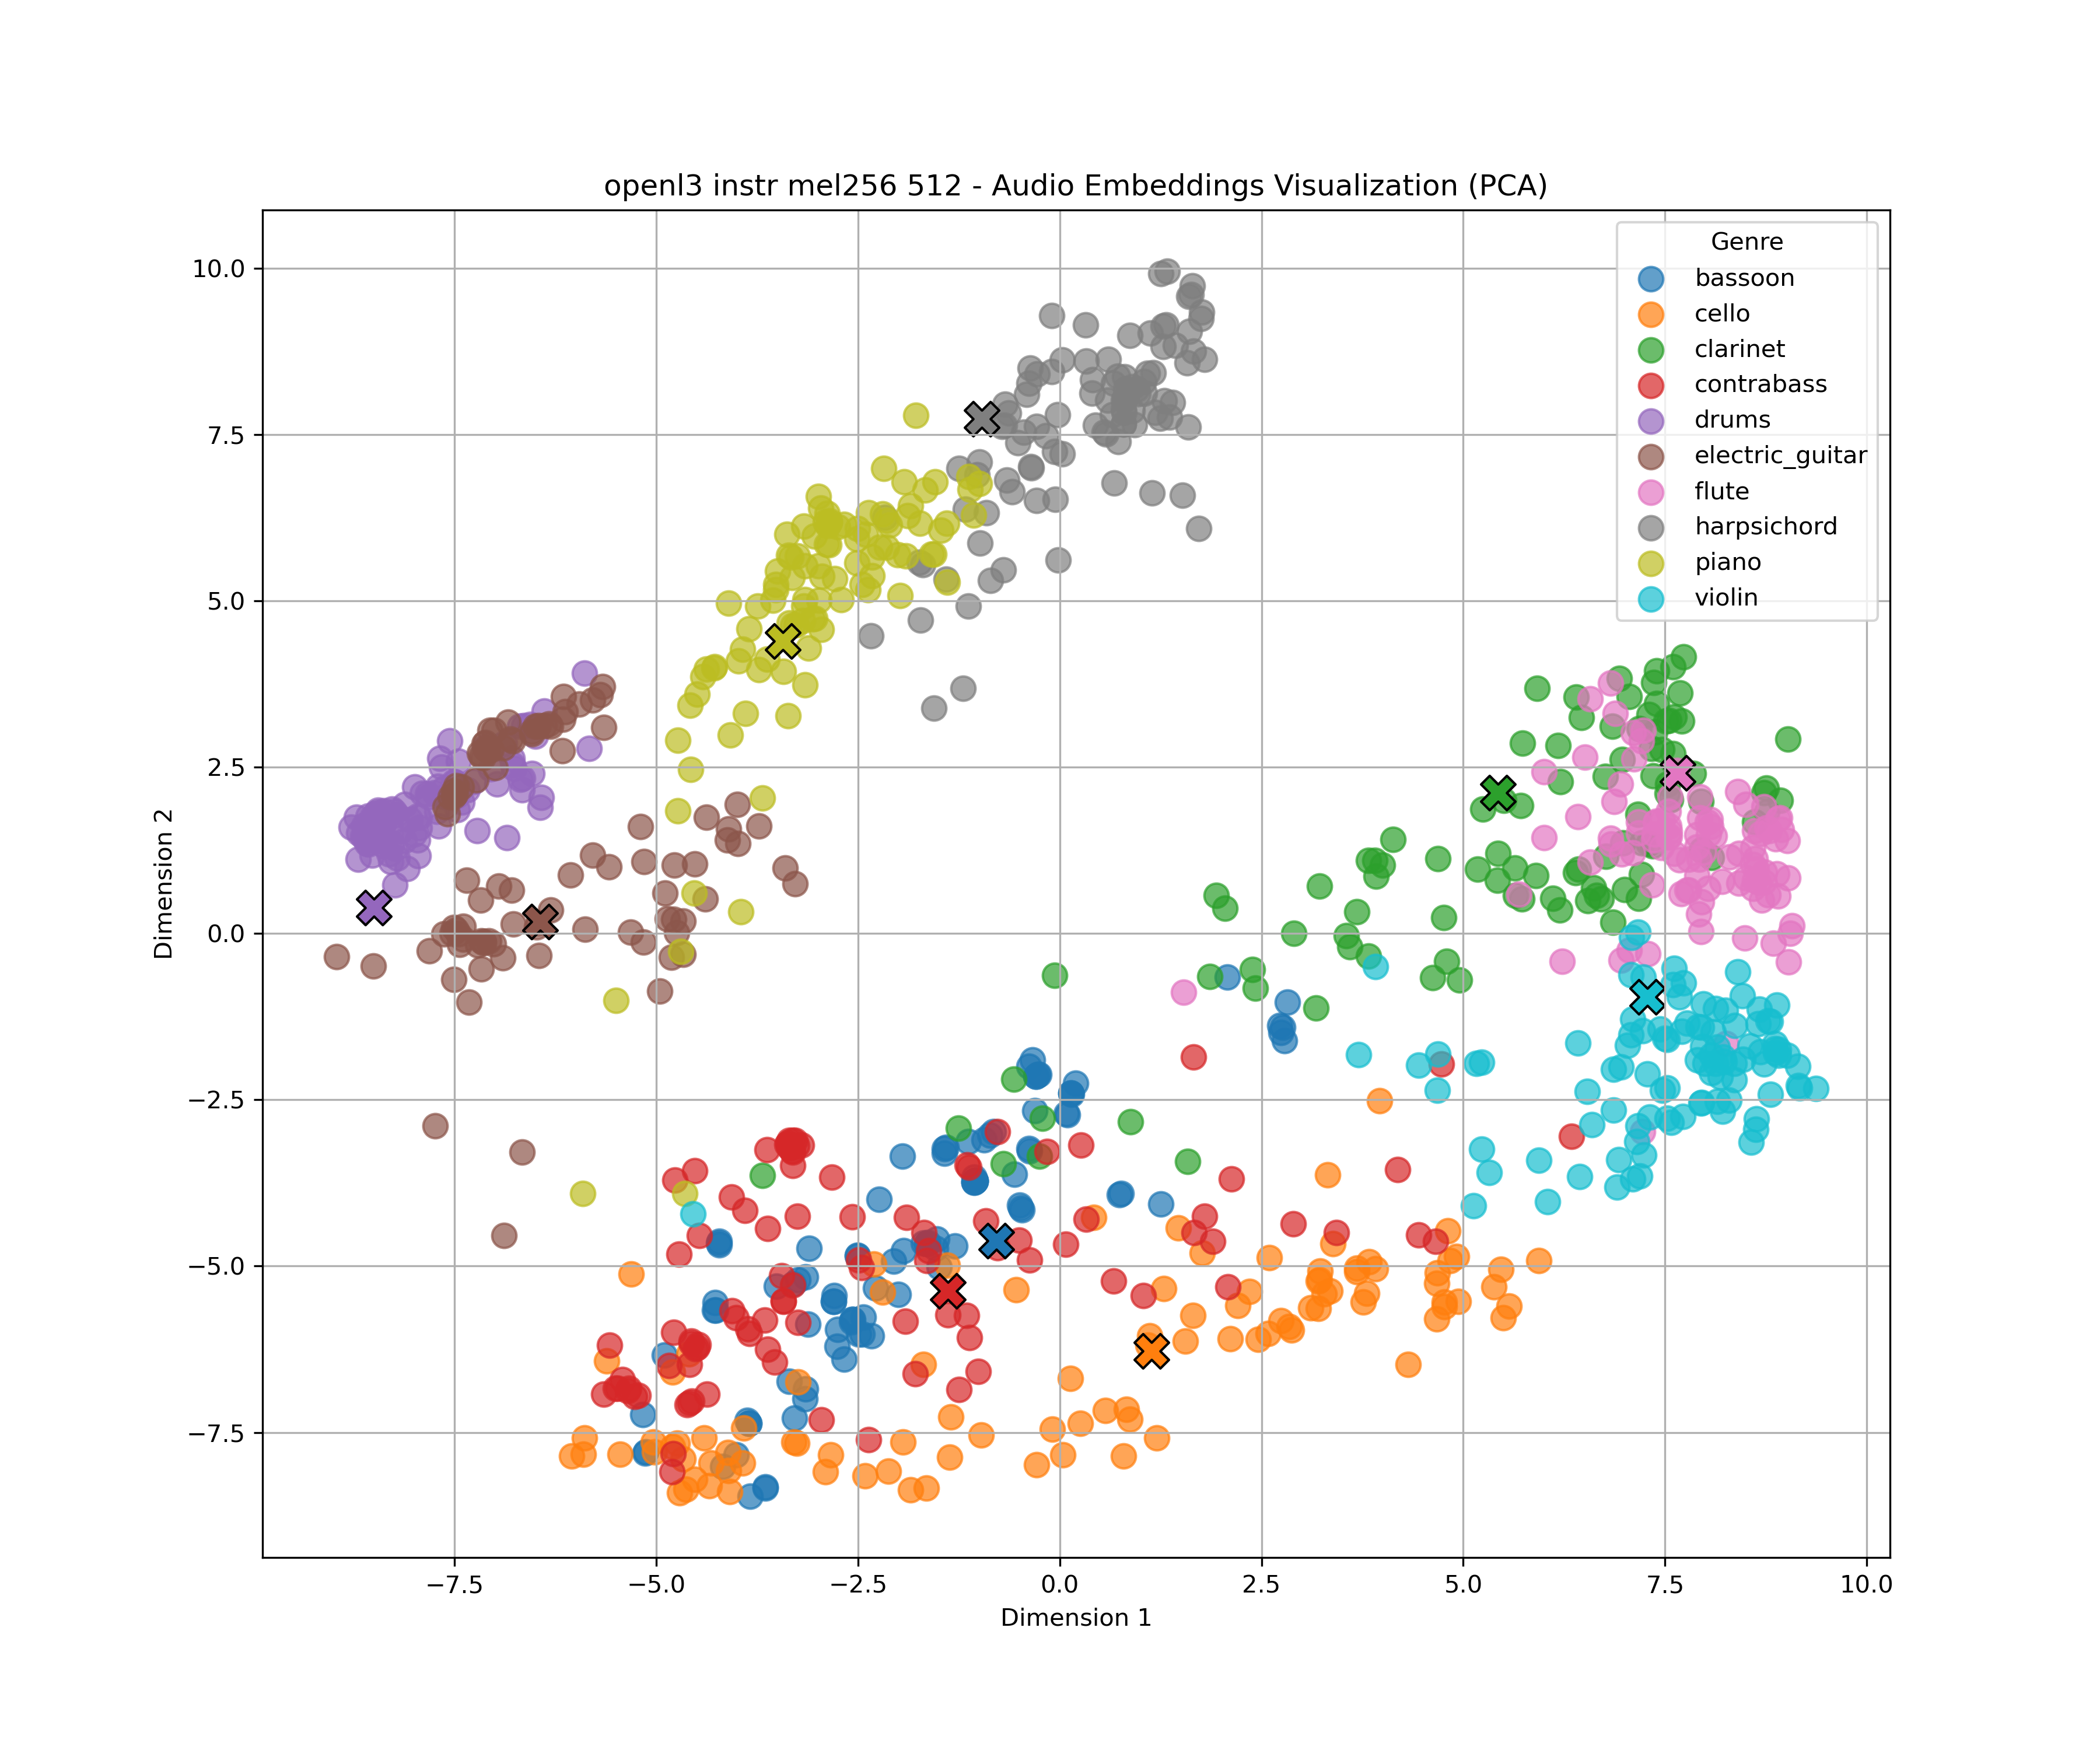 openl3 instr mel256 512 - Audio Embeddings Visualization (PCA)
Genre
bassoon
cello
clarinet
contrabass
drums
electric_guitar
flute
harpsichord
piano
violin
Dimension 2
10.0
7.5
5.0
2.5
0.0
−2.5
−5.0
−7.5
−7.5 −5.0 −2.5 0.0 2.5 5.0 7.5 10.0
Dimension 1